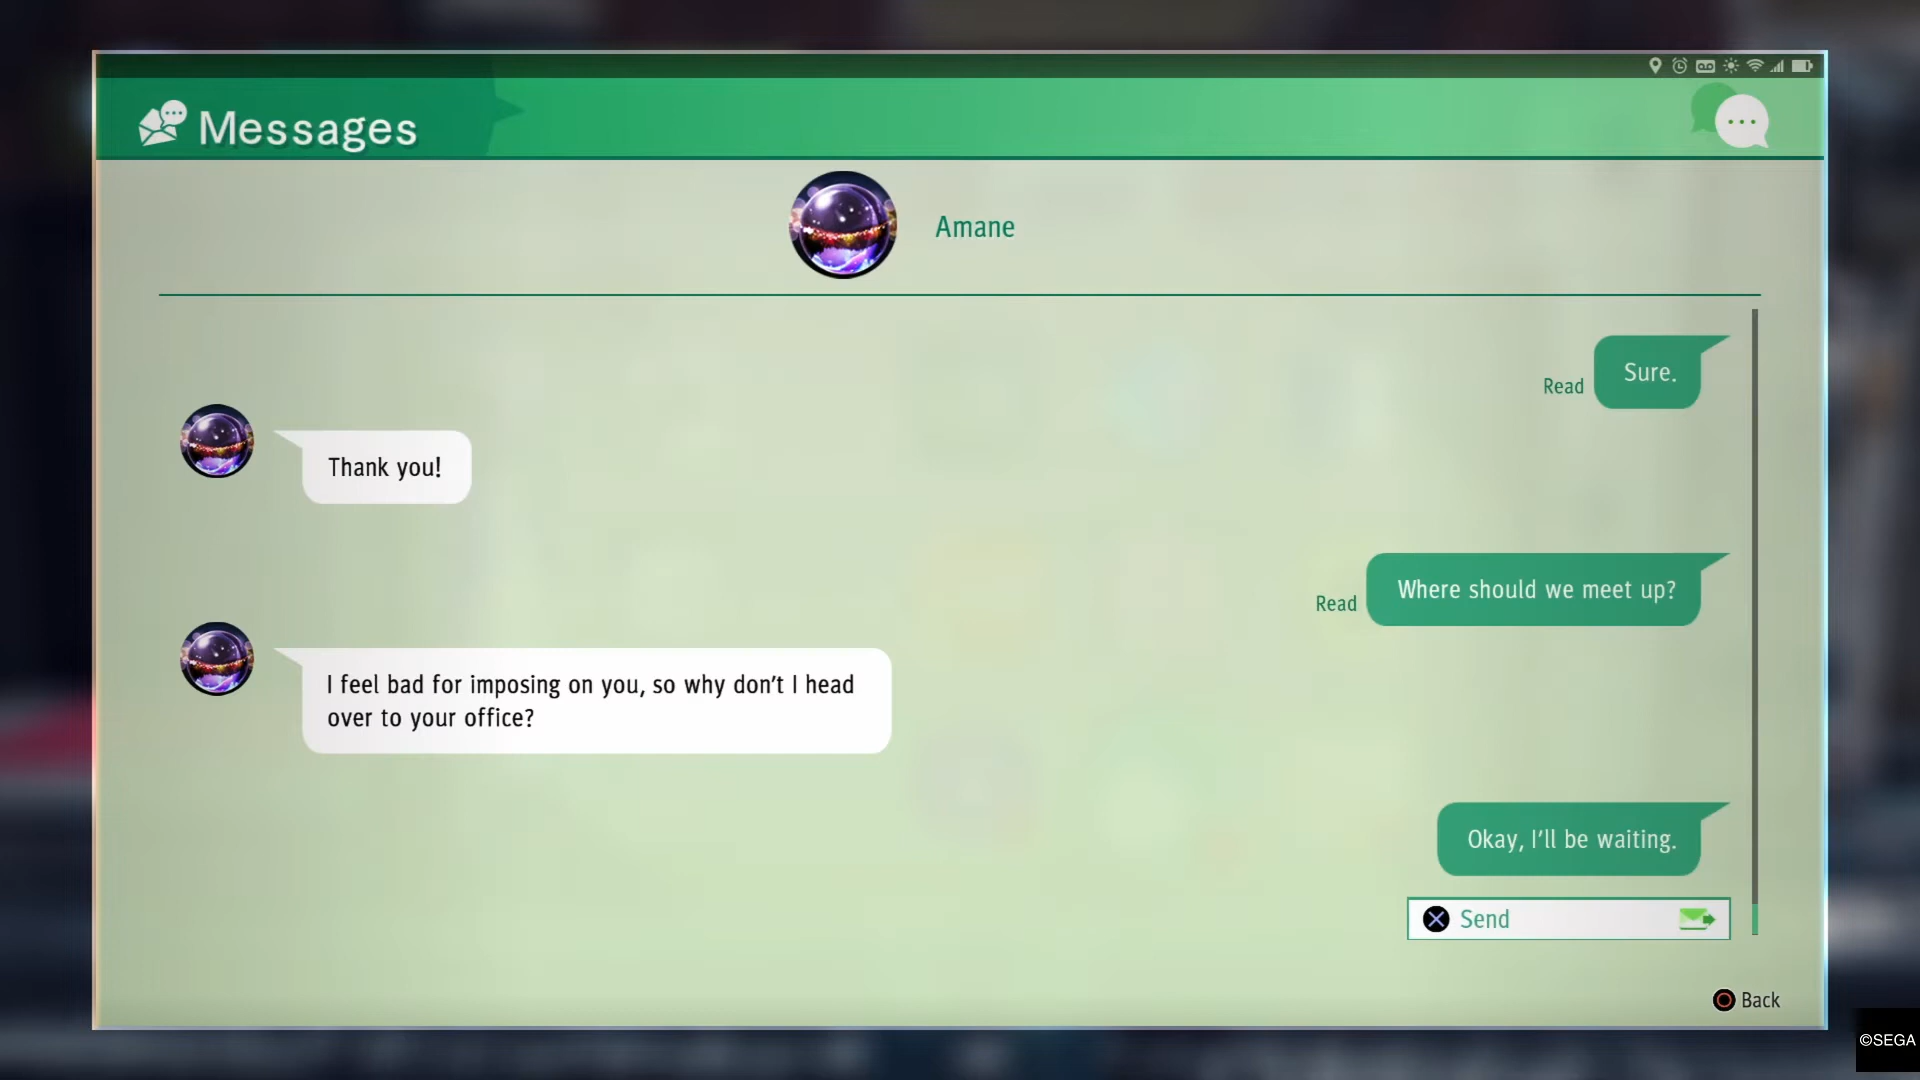 Messages
Amane
Sure.
Read
Thank you!
Where should we meet up?
Read
I feel bad for imposing on you, so why don't I head
over to your office?
Okay, I'll be waiting.
Send
Back
©SEGA